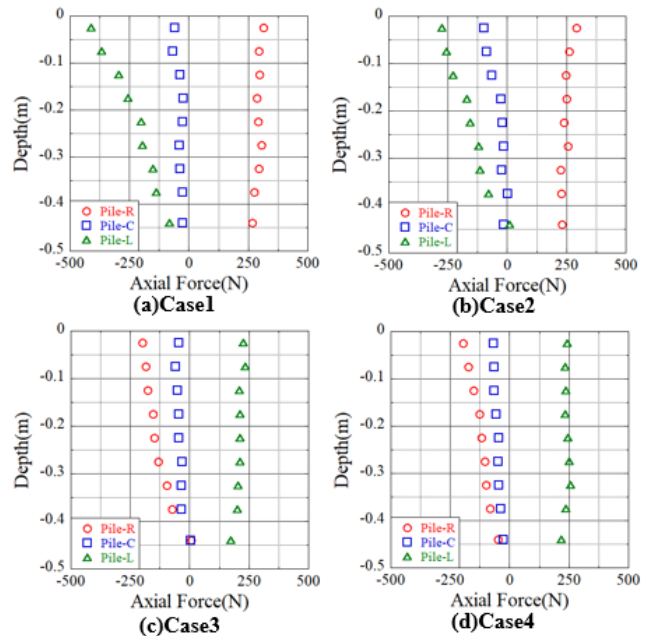 0
-0.1
-0.2
-0.3
-0.4
-0.5
Depth(m)
Pile-R
Pile-C
Pile-L
-500 -250 0 250 500
Axial Force(N)
(a)Case1
0
-0.1
-0.2
-0.3
-0.4
-0.5
Depth(m)
Pile-R
Pile-C
Pile-L
-500 -250 0 250 500
Axial Force(N)
(b)Case2
0
-0.1
-0.2
-0.3
-0.4
-0.5
Depth(m)
Pile-R
Pile-C
Pile-L
-500 -250 0 250 500
Axial Force(N)
(c)Case3
0
-0.1
-0.2
-0.3
-0.4
-0.5
Depth(m)
Pile-R
Pile-C
Pile-L
-500 -250 0 250 500
Axial Force(N)
(d)Case4